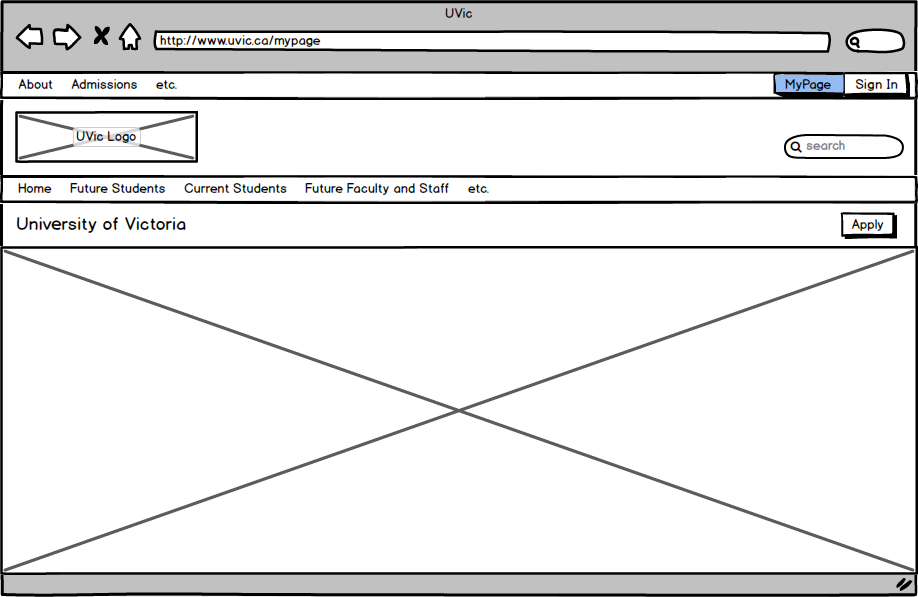 UVic
http://www.uvic.ca/mypage
About Admissions etc. MyPage Sign In
UVic Logo
search
Home Future Students Current Students Future Faculty and Staff etc.
University of Victoria Apply